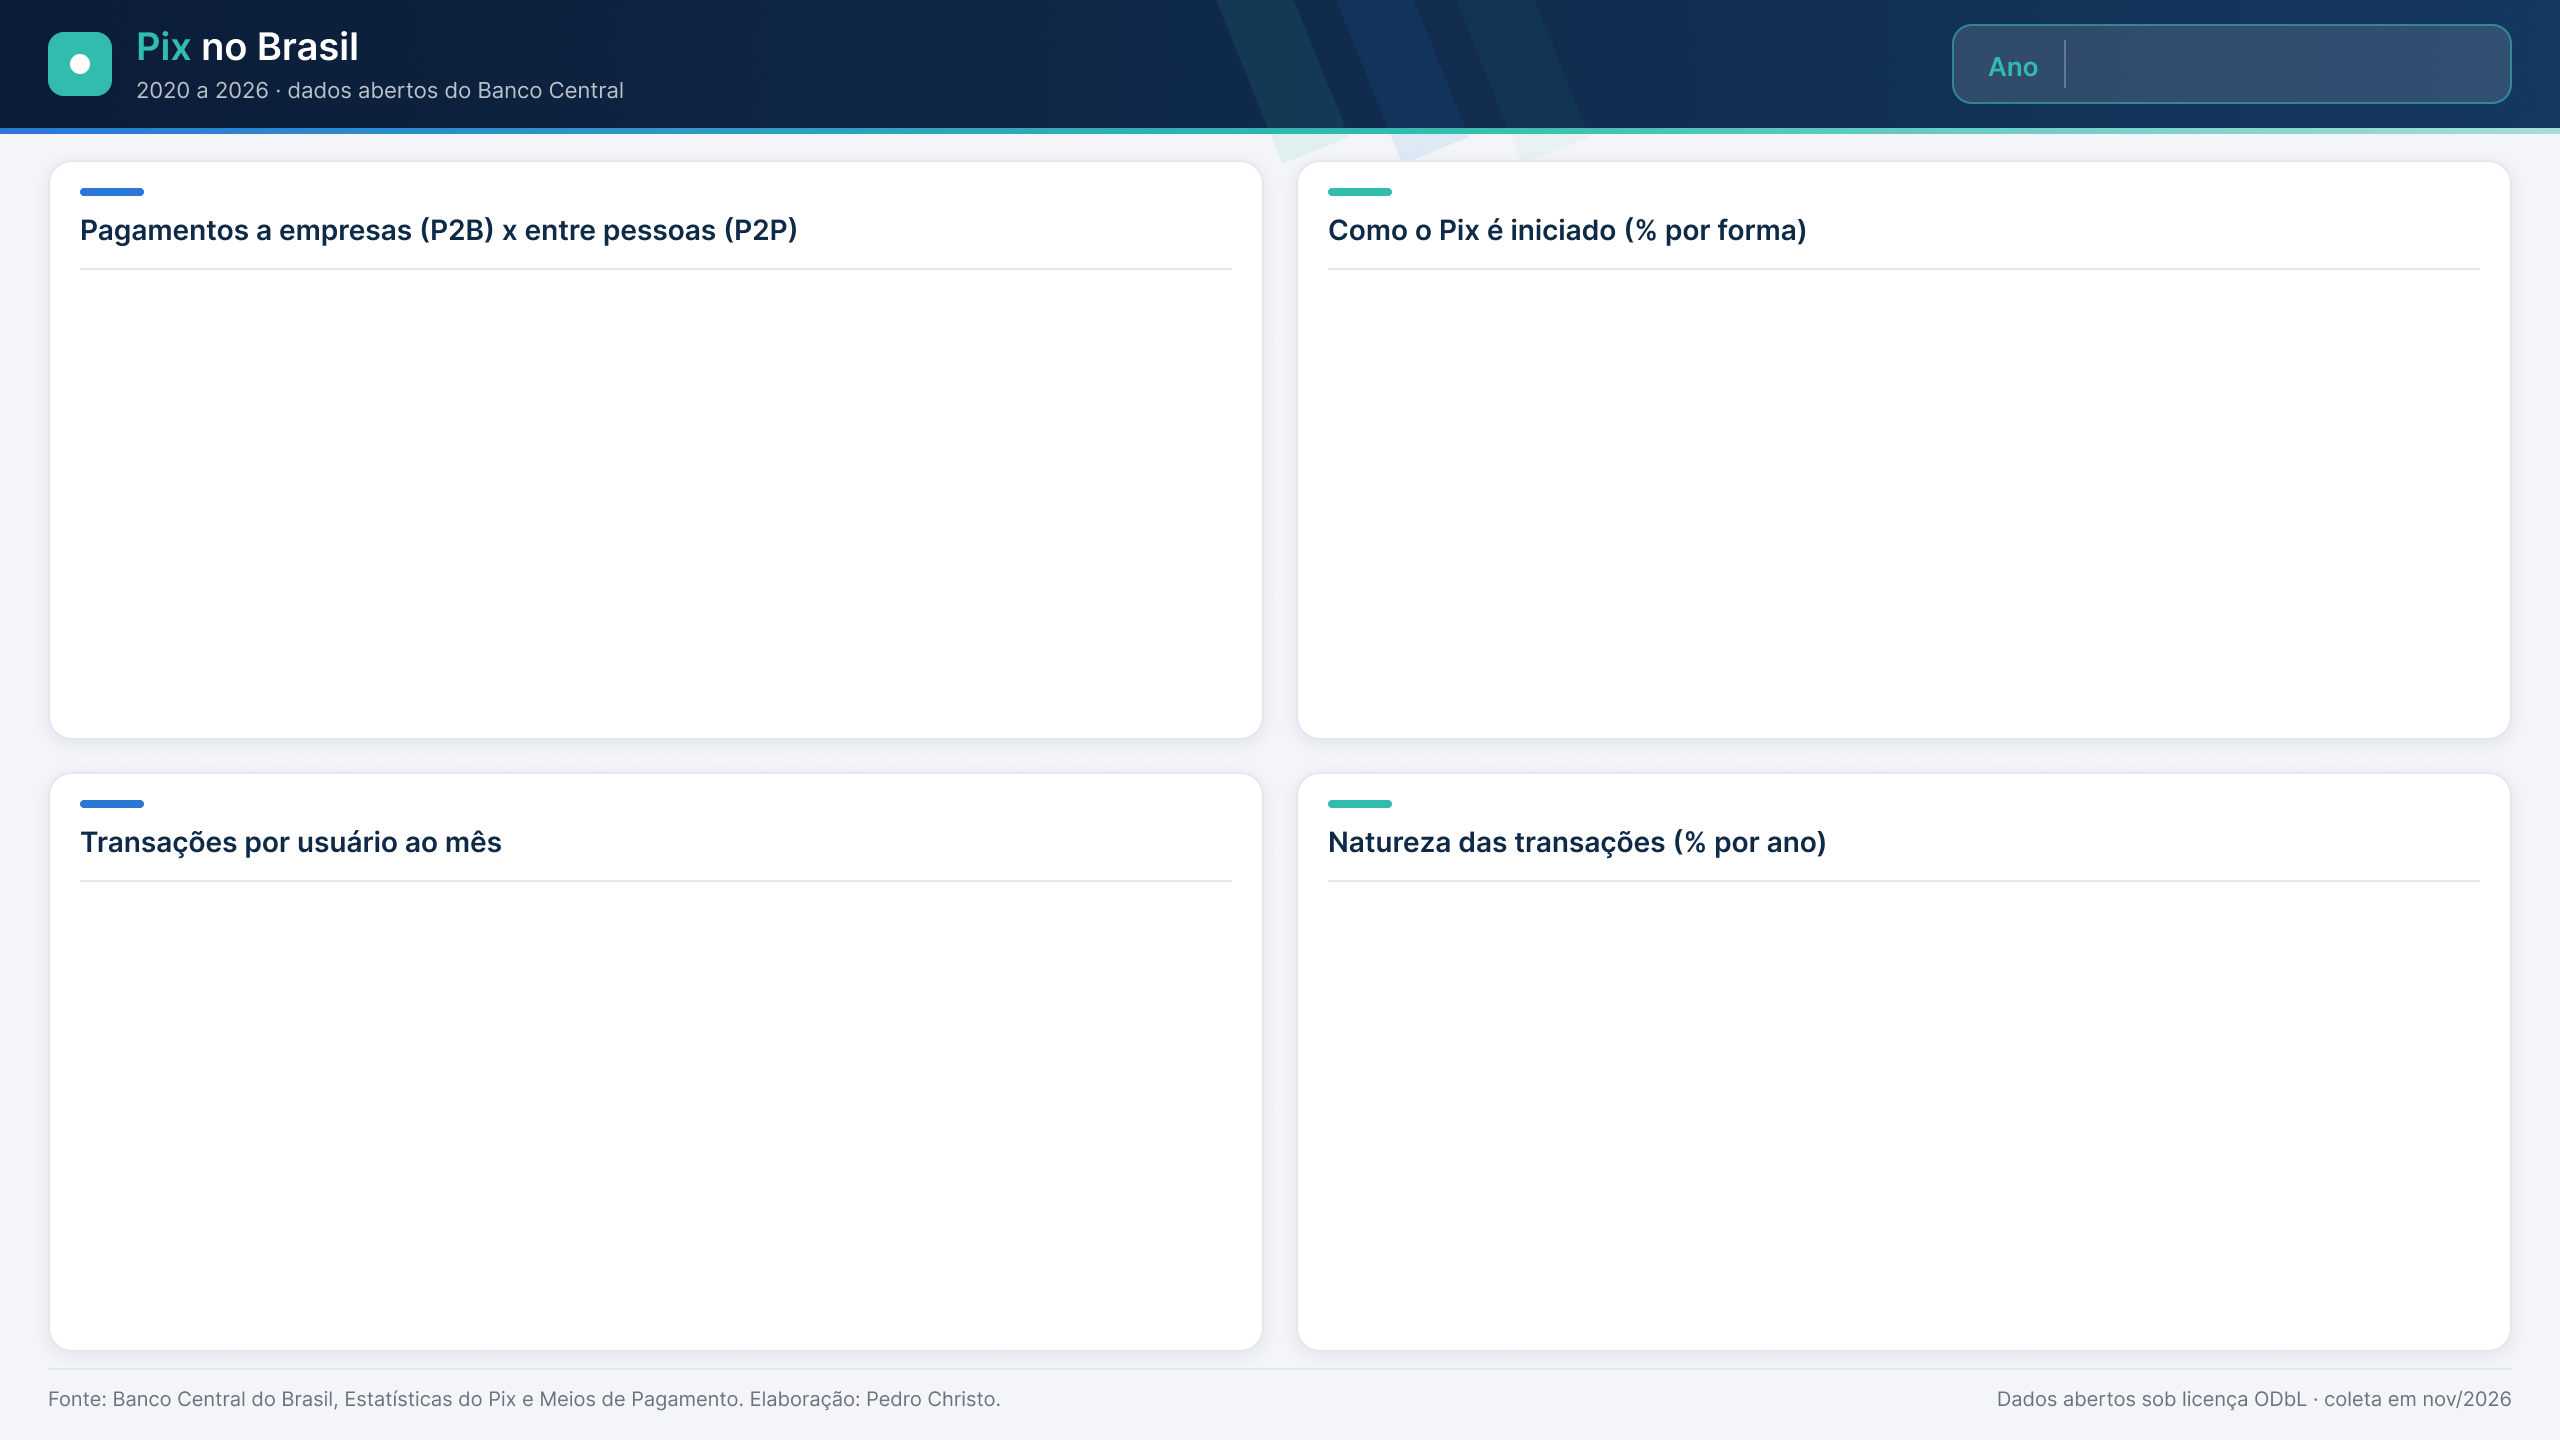 Pix no Brasil
2020 a 2026 · dados abertos do Banco Central
Ano
Pagamentos a empresas (P2B) x entre pessoas (P2P)
Como o Pix é iniciado (% por forma)
Transações por usuário ao mês
Natureza das transações (% por ano)
Fonte: Banco Central do Brasil, Estatísticas do Pix e Meios de Pagamento. Elaboração: Pedro Christo.
Dados abertos sob licença ODbL · coleta em nov/2026